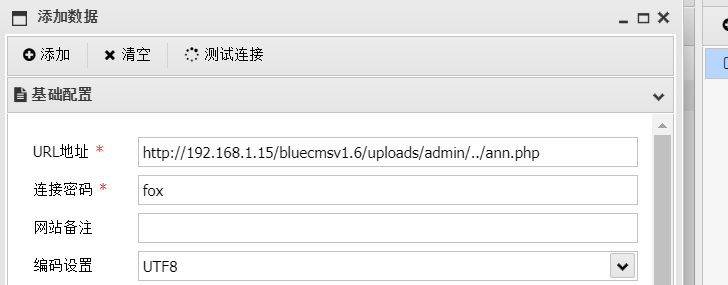 添加数据
添加 清空 测试连接
基础配置
URL地址 * http://192.168.1.15/bluecmsv1.6/uploads/admin/../ann.php
连接密码 * fox
网站备注
编码设置 UTF8